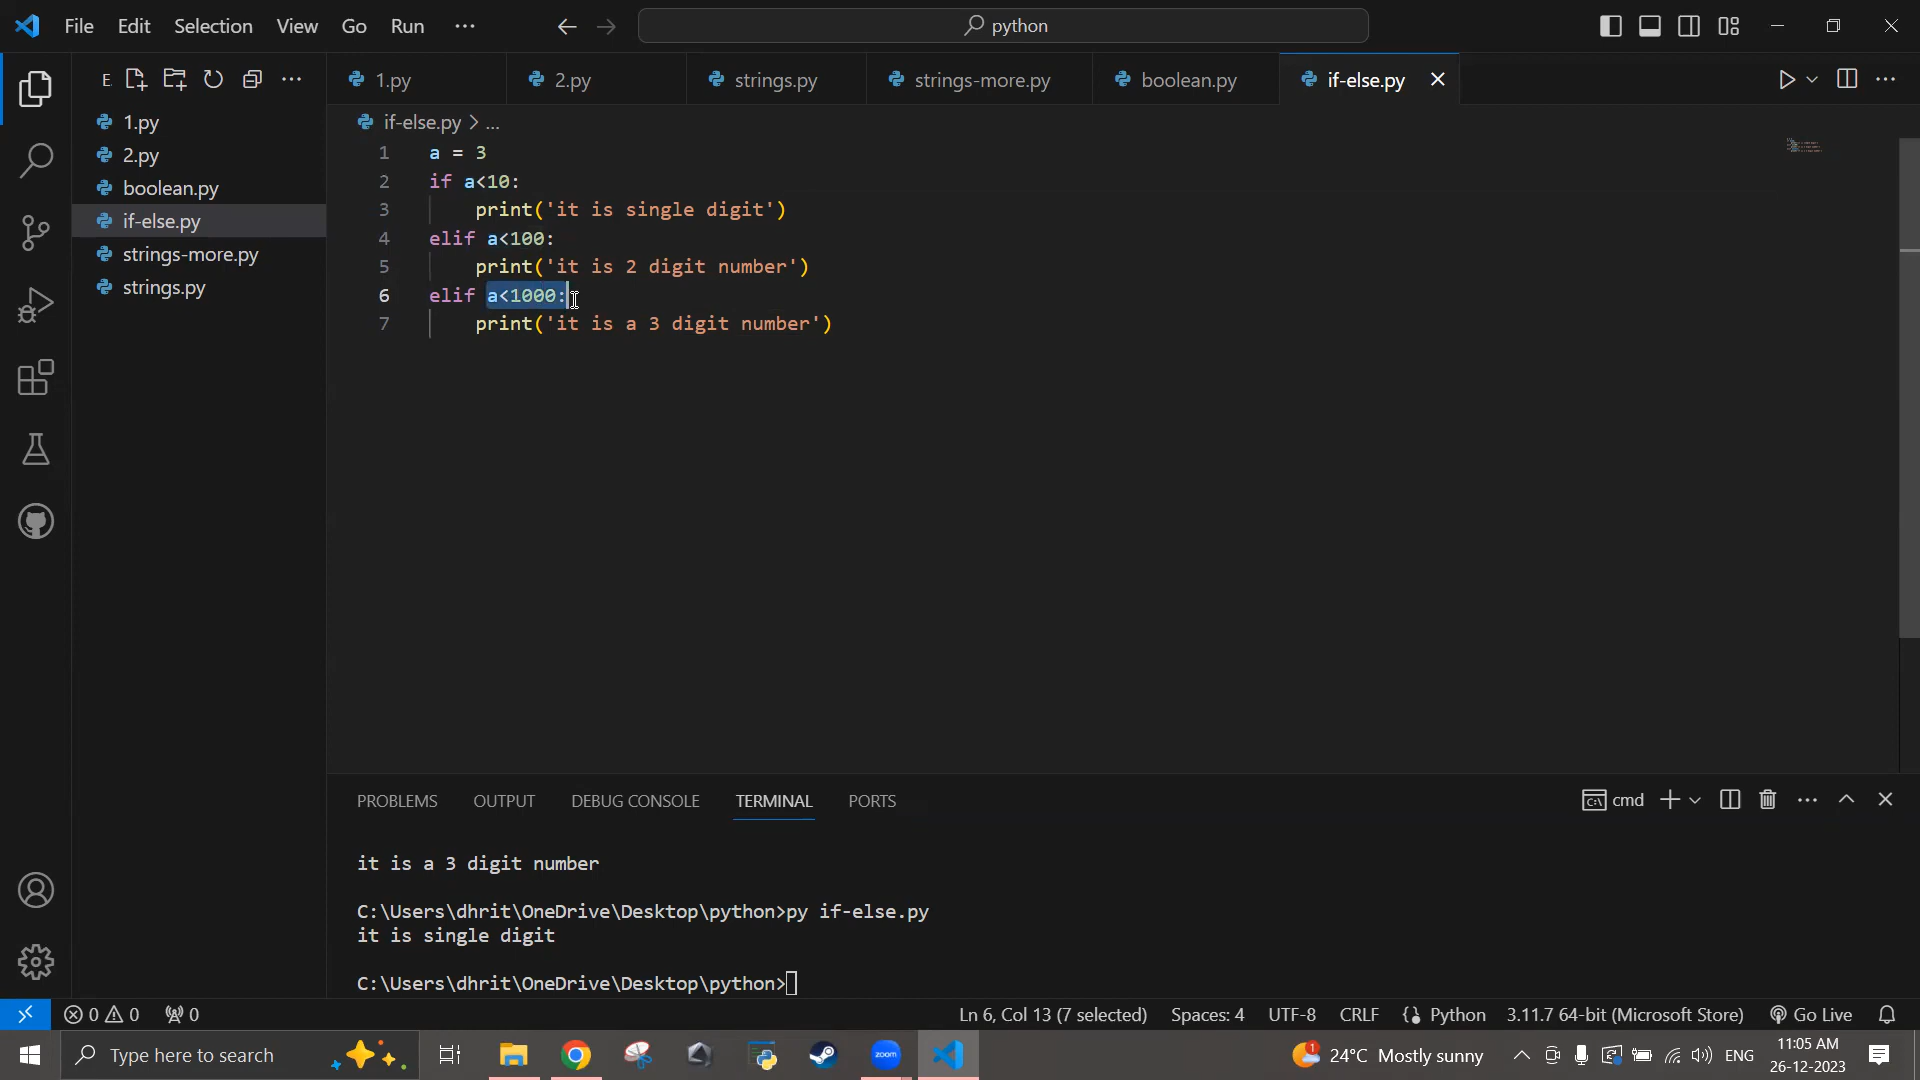 File Edit Selection View Go Run ···
python
E
1.py
2.py
boolean.py
if-else.py
strings-more.py
strings.py
1.py 2.py strings.py strings-more.py boolean.py if-else.py
if-else.py > ...
1 a = 3
2 if a<10:
3 print('it is single digit')
4 elif a<100:
5 print('it is 2 digit number')
6 elif a<1000:
7 print('it is a 3 digit number')
PROBLEMS OUTPUT DEBUG CONSOLE TERMINAL PORTS
cmd
it is a 3 digit number
C:\Users\dhrit\OneDrive\Desktop\python>py if-else.py
it is single digit
C:\Users\dhrit\OneDrive\Desktop\python>
0 0 0 Ln 6, Col 13 (7 selected) Spaces: 4 UTF-8 CRLF Python 3.11.7 64-bit (Microsoft Store) Go Live
Type here to search
zoom
1 24°C Mostly sunny ENG
11:05 AM
26-12-2023